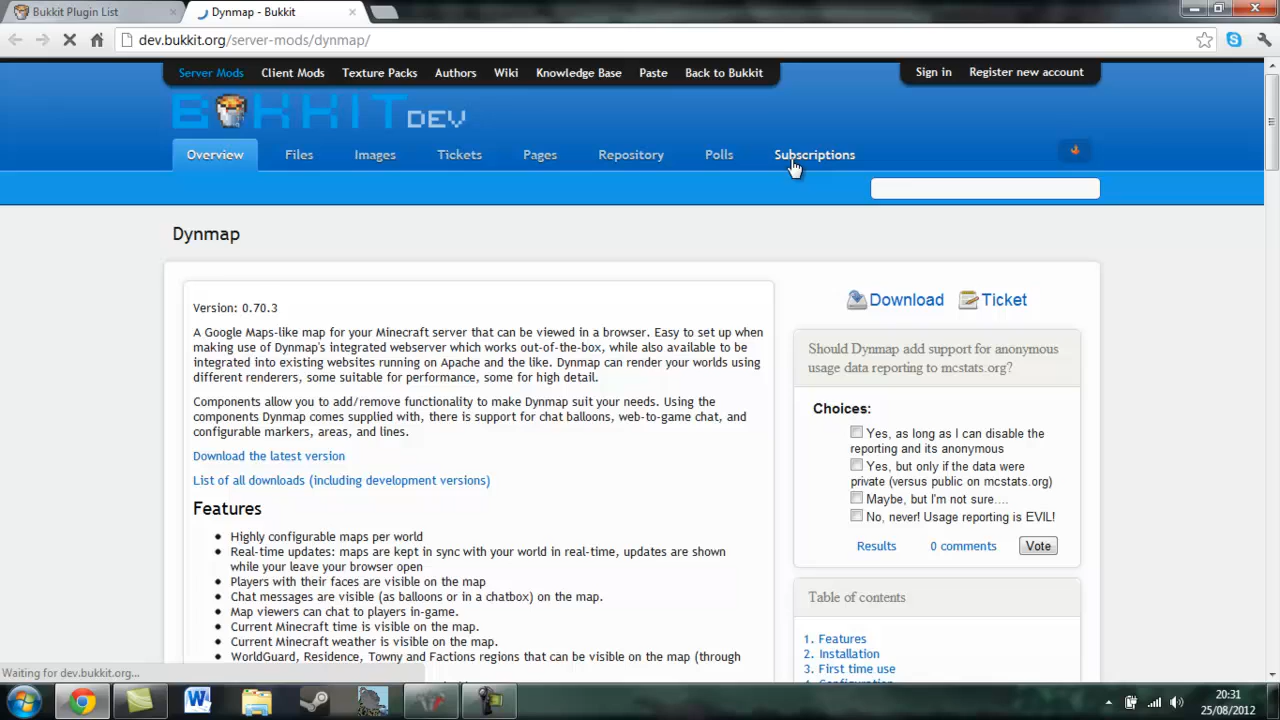 Bukkit Plugin List
Dynmap - Bukkit
dev.bukkit.org/server-mods/dynmap/
Server Mods Client Mods Texture Packs Authors Wiki Knowledge Base Paste Back to Bukkit Sign in Register new account
BUKKIT DEV
Overview Files Images Tickets Pages Repository Polls Subscriptions
Dynmap
Version: 0.70.3
A Google Maps-like map for your Minecraft server that can be viewed in a browser. Easy to set up when
making use of Dynmap's integrated webserver which works out-of-the-box, while also available to be
integrated into existing websites running on Apache and the like. Dynmap can render your worlds using
different renderers, some suitable for performance, some for high detail.
Components allow you to add/remove functionality to make Dynmap suit your needs. Using the
components Dynmap comes supplied with, there is support for chat balloons, web-to-game chat, and
configurable markers, areas, and lines.
Download the latest version
List of all downloads (including development versions)
Features
Highly configurable maps per world
Real-time updates: maps are kept in sync with your world in real-time, updates are shown
while your leave your browser open
Players with their faces are visible on the map
Chat messages are visible (as balloons or in a chatbox) on the map.
Map viewers can chat to players in-game.
Current Minecraft time is visible on the map.
Current Minecraft weather is visible on the map.
WorldGuard, Residence, Towny and Factions regions that can be visible on the map (through
Download Ticket
Should Dynmap add support for anonymous
usage data reporting to mcstats.org?
Choices:
Yes, as long as I can disable the
reporting and its anonymous
Yes, but only if the data were
private (versus public on mcstats.org)
Maybe, but I'm not sure....
No, never! Usage reporting is EVIL!
Results 0 comments Vote
Table of contents
1. Features
2. Installation
3. First time use
Waiting for dev.bukkit.org...
20:31
25/08/2012